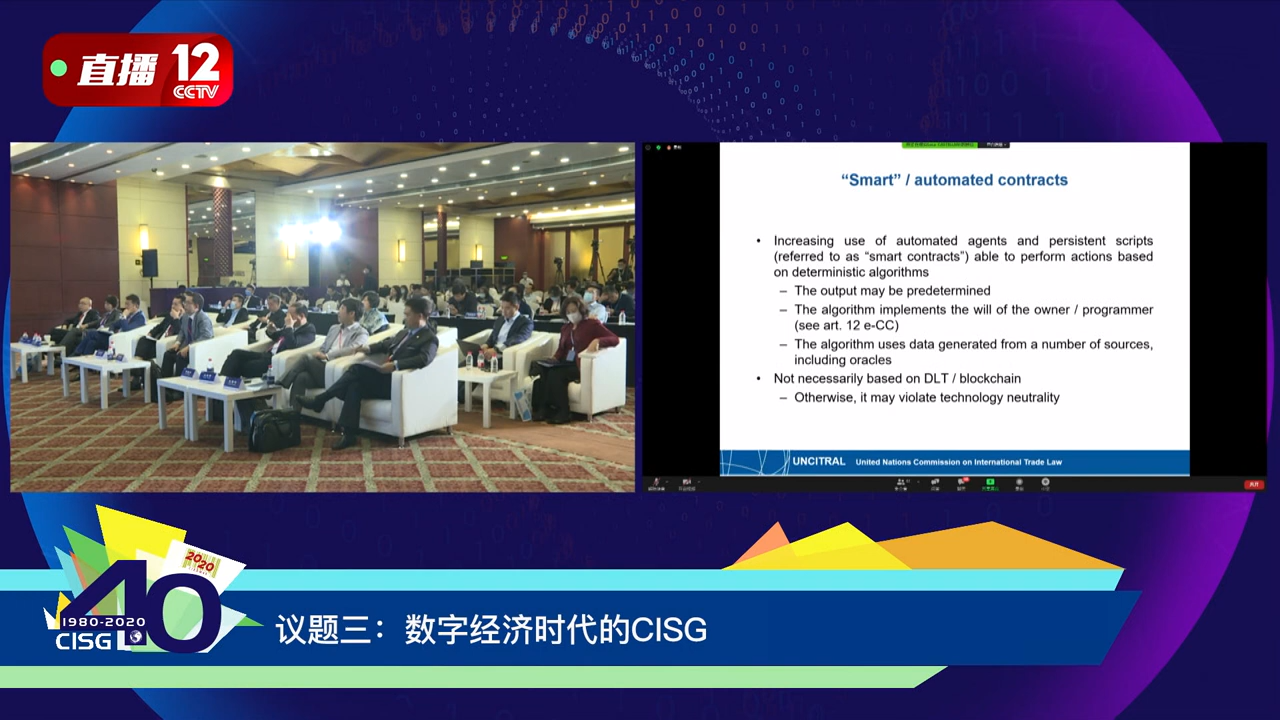 直播 12
CCTV
“Smart” / automated contracts
• Increasing use of automated agents and persistent scripts
(referred to as “smart contracts”) able to perform actions based
on deterministic algorithms
– The output may be predetermined
– The algorithm implements the will of the owner / programmer
(see art. 12 e-CC)
– The algorithm uses data generated from a number of sources,
including oracles
• Not necessarily based on DLT / blockchain
– Otherwise, it may violate technology neutrality
UNCITRAL United Nations Commission on International Trade Law
2020
40
1980-2020
CISG
议题三：数字经济时代的CISG